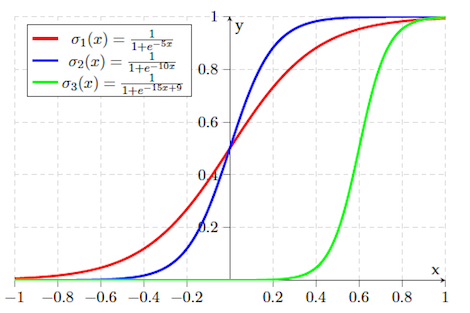 σ₁(x) = 1/(1+e^(−5x))
σ₂(x) = 1/(1+e^(−10x))
σ₃(x) = 1/(1+e^(−15x+9))
y
1
0.8
0.6
0.4
0.2
x
−1 −0.8 −0.6 −0.4 −0.2 0.2 0.4 0.6 0.8 1